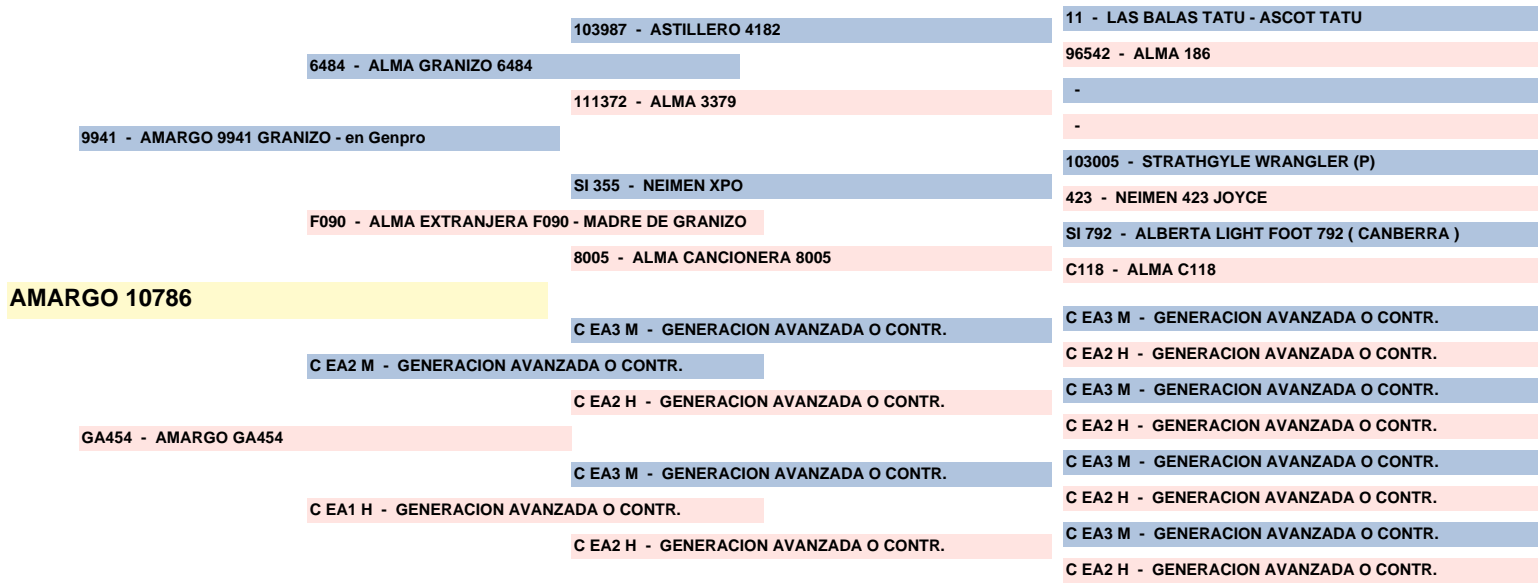 11 - LAS BALAS TATU - ASCOT TATU
103987 - ASTILLERO 4182
96542 - ALMA 186
6484 - ALMA GRANIZO 6484
-
111372 - ALMA 3379
-
9941 - AMARGO 9941 GRANIZO - en Genpro
103005 - STRATHGYLE WRANGLER (P)
SI 355 - NEIMEN XPO
423 - NEIMEN 423 JOYCE
F090 - ALMA EXTRANJERA F090 - MADRE DE GRANIZO
SI 792 - ALBERTA LIGHT FOOT 792 ( CANBERRA )
8005 - ALMA CANCIONERA 8005
C118 - ALMA C118
AMARGO 10786
C EA3 M - GENERACION AVANZADA O CONTR.
C EA3 M - GENERACION AVANZADA O CONTR.
C EA2 H - GENERACION AVANZADA O CONTR.
C EA2 M - GENERACION AVANZADA O CONTR.
C EA3 M - GENERACION AVANZADA O CONTR.
C EA2 H - GENERACION AVANZADA O CONTR.
C EA2 H - GENERACION AVANZADA O CONTR.
GA454 - AMARGO GA454
C EA3 M - GENERACION AVANZADA O CONTR.
C EA3 M - GENERACION AVANZADA O CONTR.
C EA2 H - GENERACION AVANZADA O CONTR.
C EA1 H - GENERACION AVANZADA O CONTR.
C EA3 M - GENERACION AVANZADA O CONTR.
C EA2 H - GENERACION AVANZADA O CONTR.
C EA2 H - GENERACION AVANZADA O CONTR.